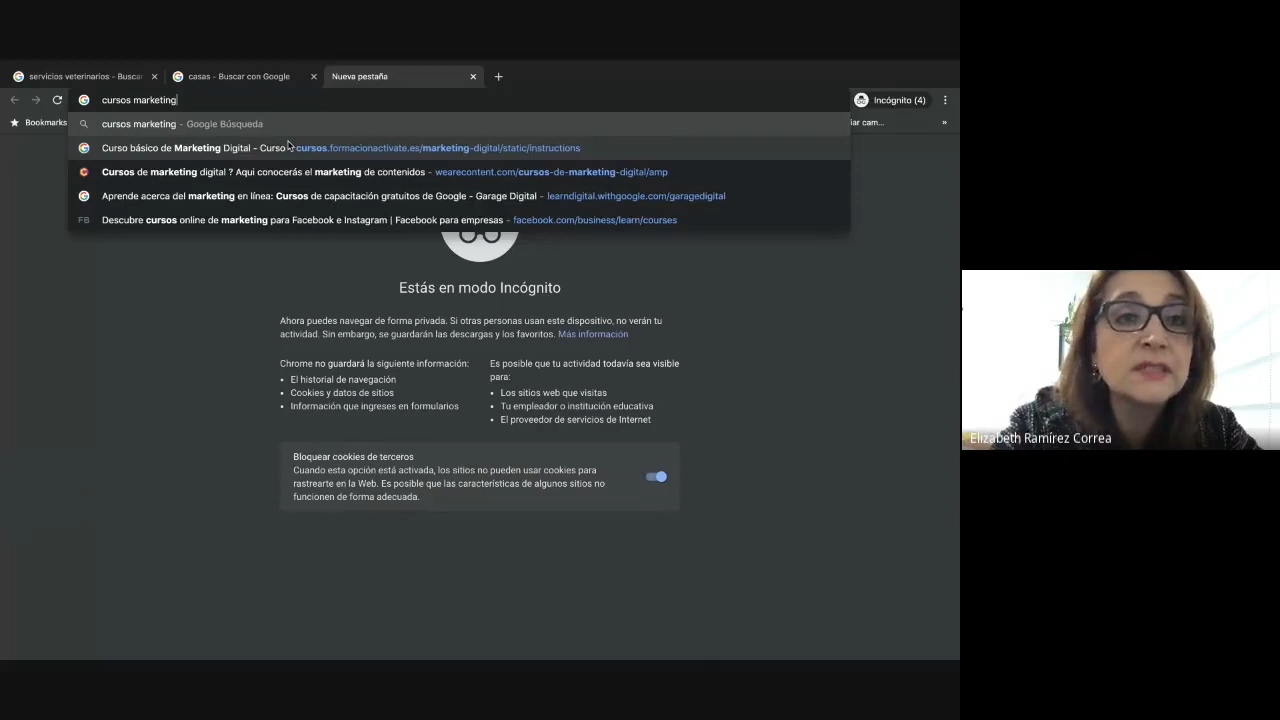 servicios veterinarios - Buscar
casas - Buscar con Google
Nueva pestaña
cursos marketing
Incógnito (4)
Bookmarks
iar cam...
cursos marketing - Google Búsqueda
Curso básico de Marketing Digital - Curso - cursos.formacionactivate.es/marketing-digital/static/instructions
Cursos de marketing digital ? Aqui conocerás el marketing de contenidos - wearecontent.com/cursos-de-marketing-digital/amp
Aprende acerca del marketing en línea: Cursos de capacitación gratuitos de Google - Garage Digital - learndigital.withgoogle.com/garagedigital
FB Descubre cursos online de marketing para Facebook e Instagram | Facebook para empresas - facebook.com/business/learn/courses
Estás en modo Incógnito
Ahora puedes navegar de forma privada. Si otras personas usan este dispositivo, no verán tu
actividad. Sin embargo, se guardarán las descargas y los favoritos. Más información
Chrome no guardará la siguiente información:
El historial de navegación
Cookies y datos de sitios
Información que ingreses en formularios
Es posible que tu actividad todavía sea visible
para:
Los sitios web que visitas
Tu empleador o institución educativa
El proveedor de servicios de Internet
Bloquear cookies de terceros
Cuando esta opción está activada, los sitios no pueden usar cookies para
rastrearte en la Web. Es posible que las características de algunos sitios no
funcionen de forma adecuada.
Elizabeth Ramírez Correa